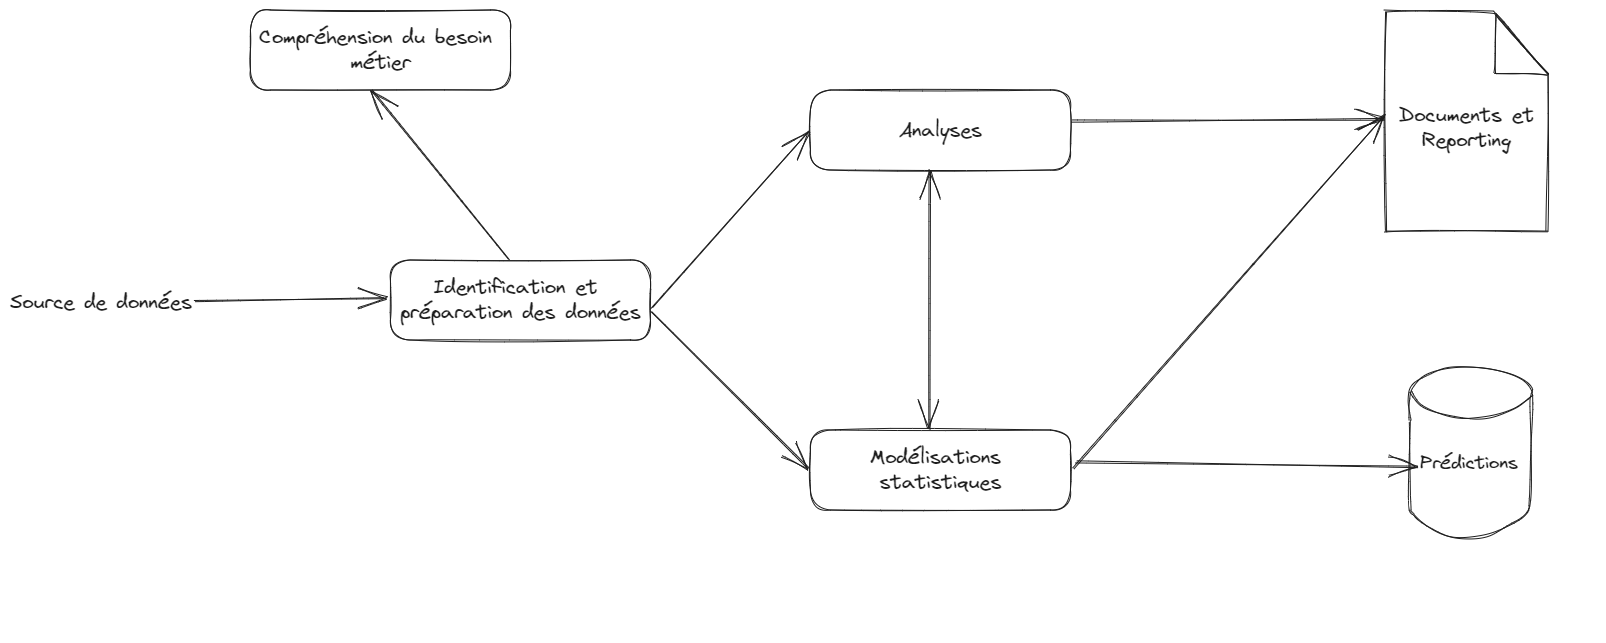 Compréhension du besoin
métier
Analyses
Documents et
Reporting
Source de données
Identification et
préparation des données
Modélisations
statistiques
Prédictions